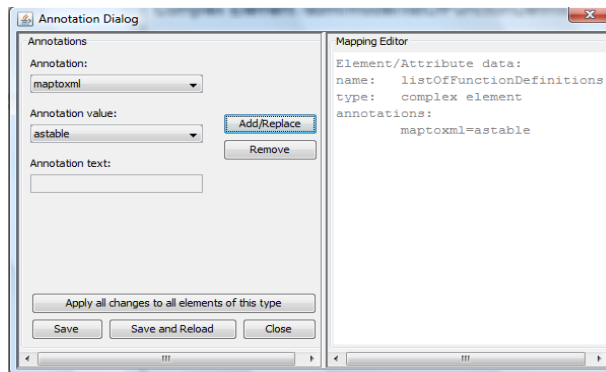 Annotation Dialog
Annotations
Annotation:
maptoxml
Annotation value:
astable
Add/Replace
Remove
Annotation text:
Apply all changes to all elements of this type
Save
Save and Reload
Close
Mapping Editor
Element/Attribute data:
name: listOfFunctionDefinitions
type: complex element
annotations:
maptoxml=astable